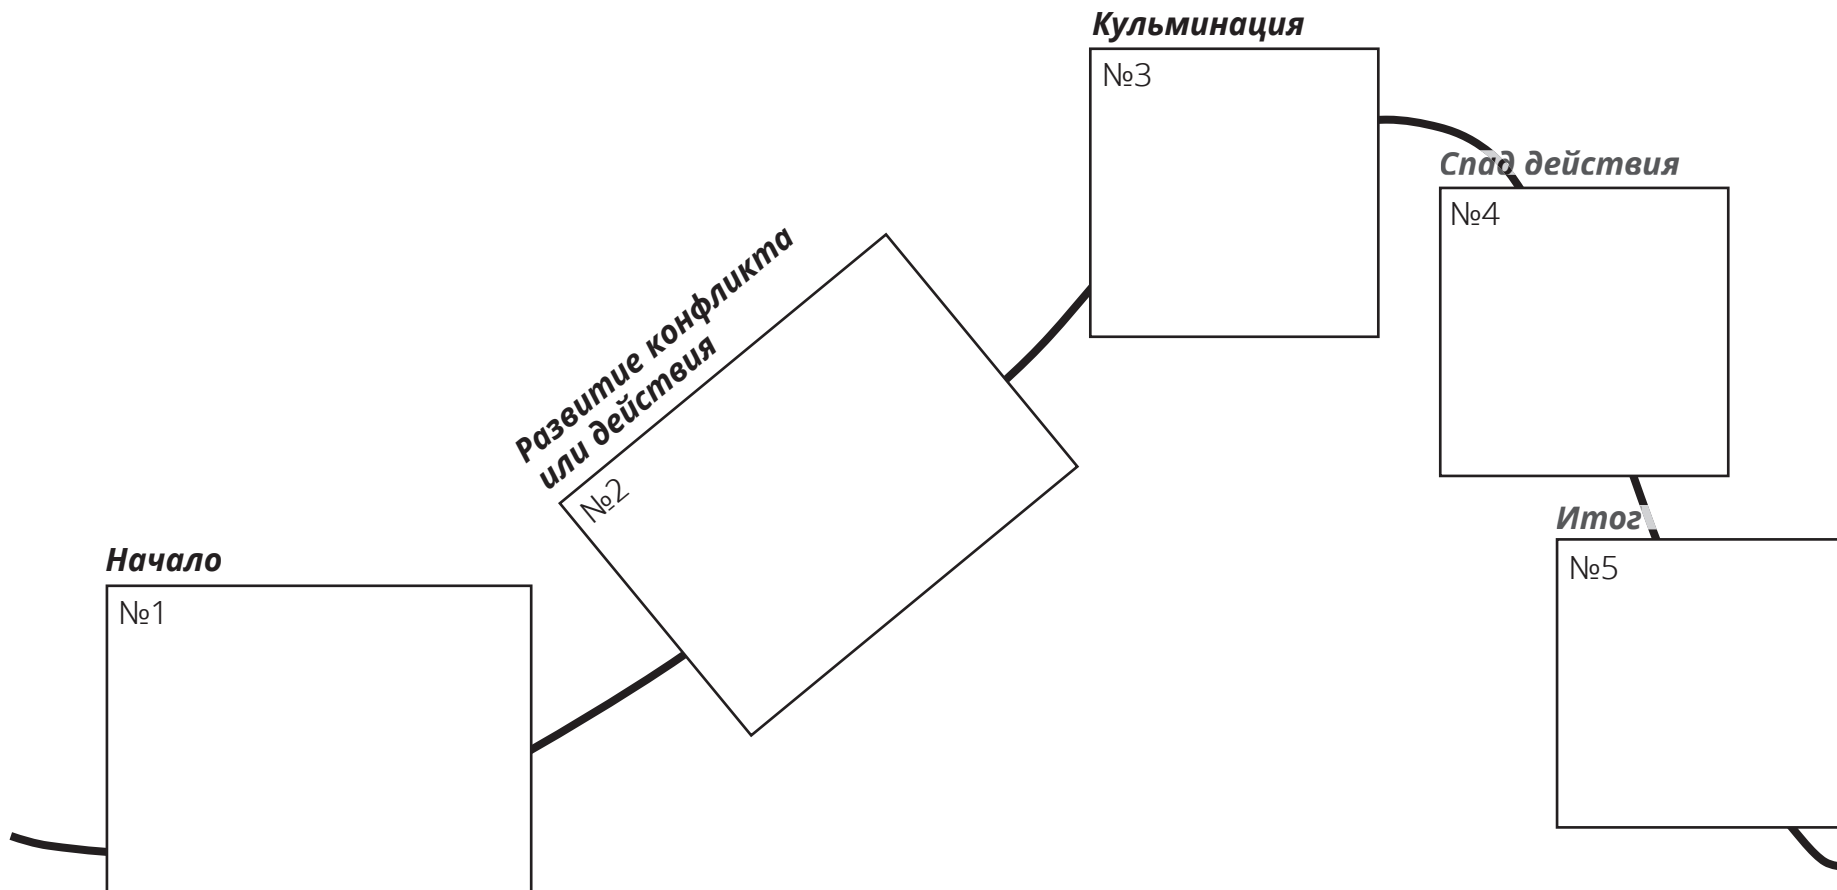 Кульминация
№3
Спад действия
№4
Развитие конфликта
или действия
№2
Итог
№5
Начало
№1